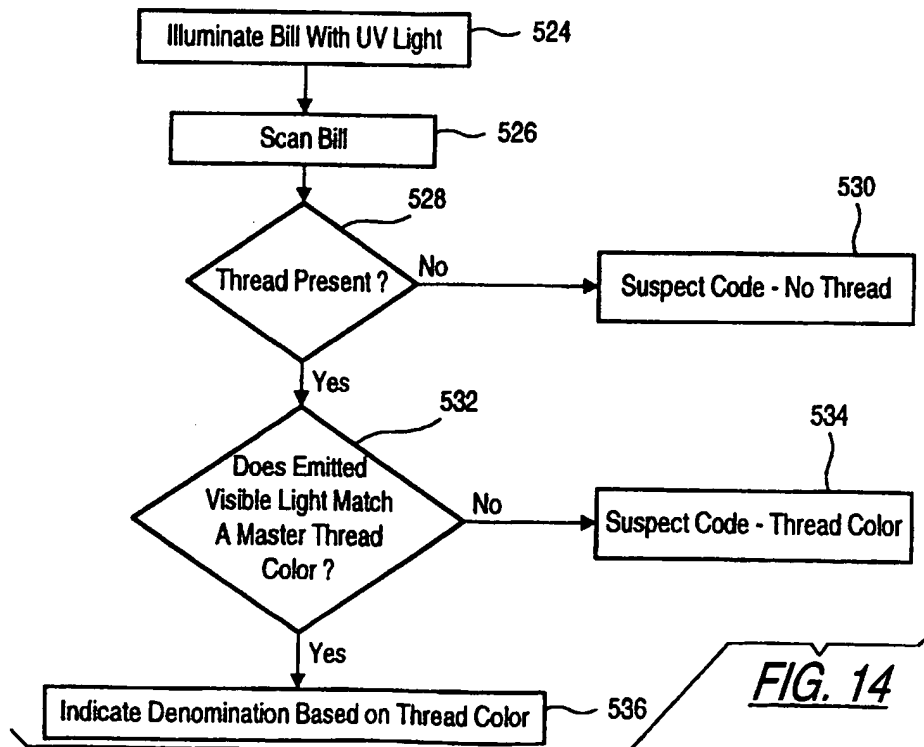 Illuminate Bill With UV Light
524
Scan Bill
526
528
530
Thread Present ?
No
Suspect Code - No Thread
Yes
532
534
Does Emitted
Visible Light Match
A Master Thread
Color ?
No
Suspect Code - Thread Color
Yes
Indicate Denomination Based on Thread Color
536
FIG. 14